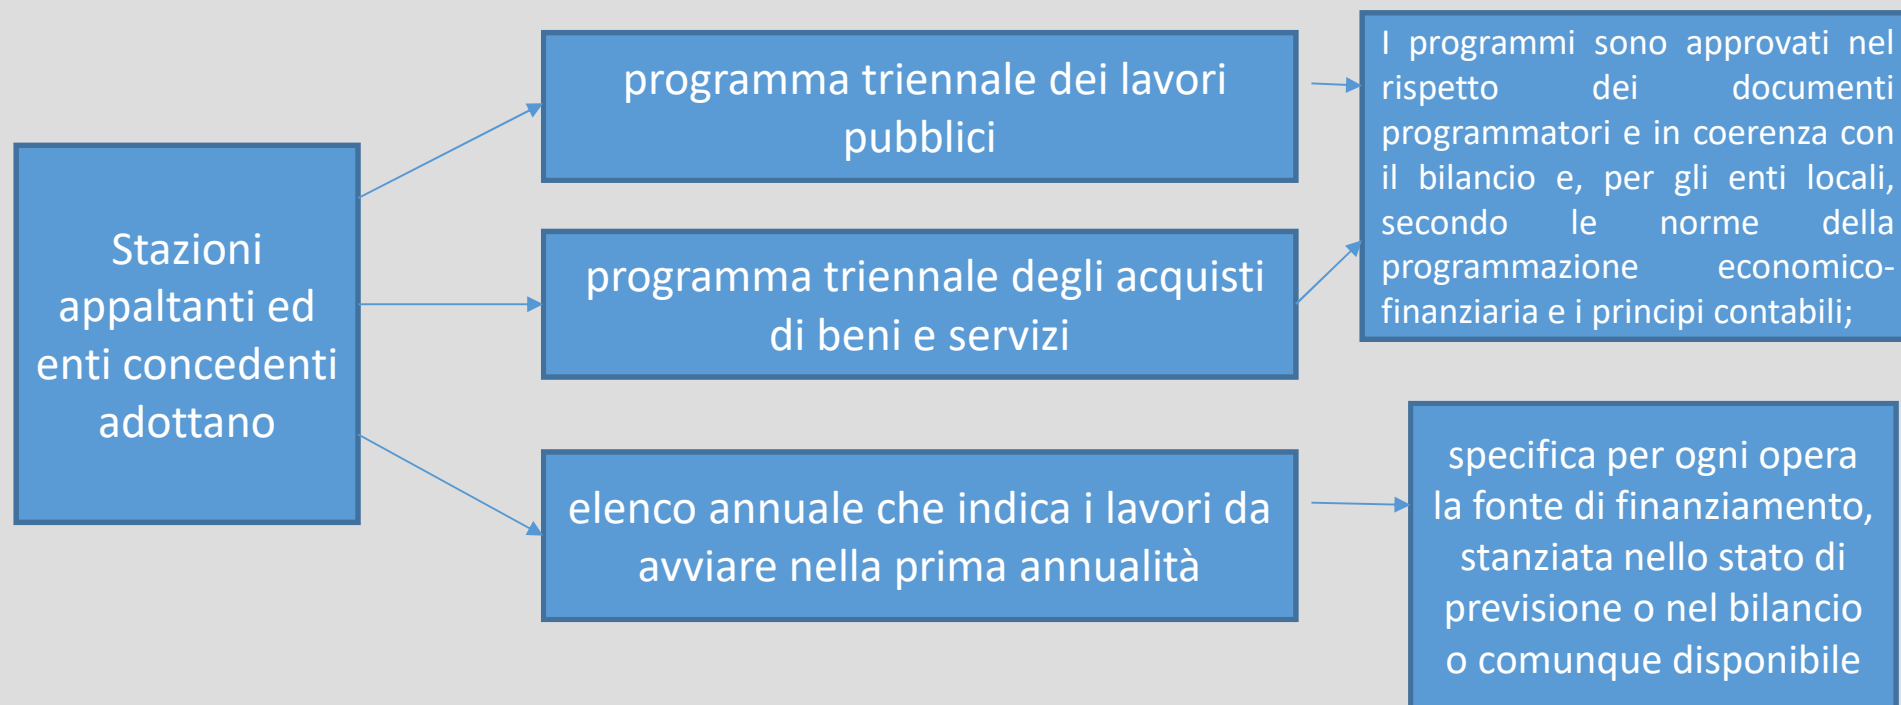 Stazioni
appaltanti ed
enti concedenti
adottano
programma triennale dei lavori
pubblici
programma triennale degli acquisti
di beni e servizi
elenco annuale che indica i lavori da
avviare nella prima annualità
I programmi sono approvati nel
rispetto dei documenti
programmatori e in coerenza con
il bilancio e, per gli enti locali,
secondo le norme della
programmazione economico-
finanziaria e i principi contabili;
specifica per ogni opera
la fonte di finanziamento,
stanziata nello stato di
previsione o nel bilancio
o comunque disponibile